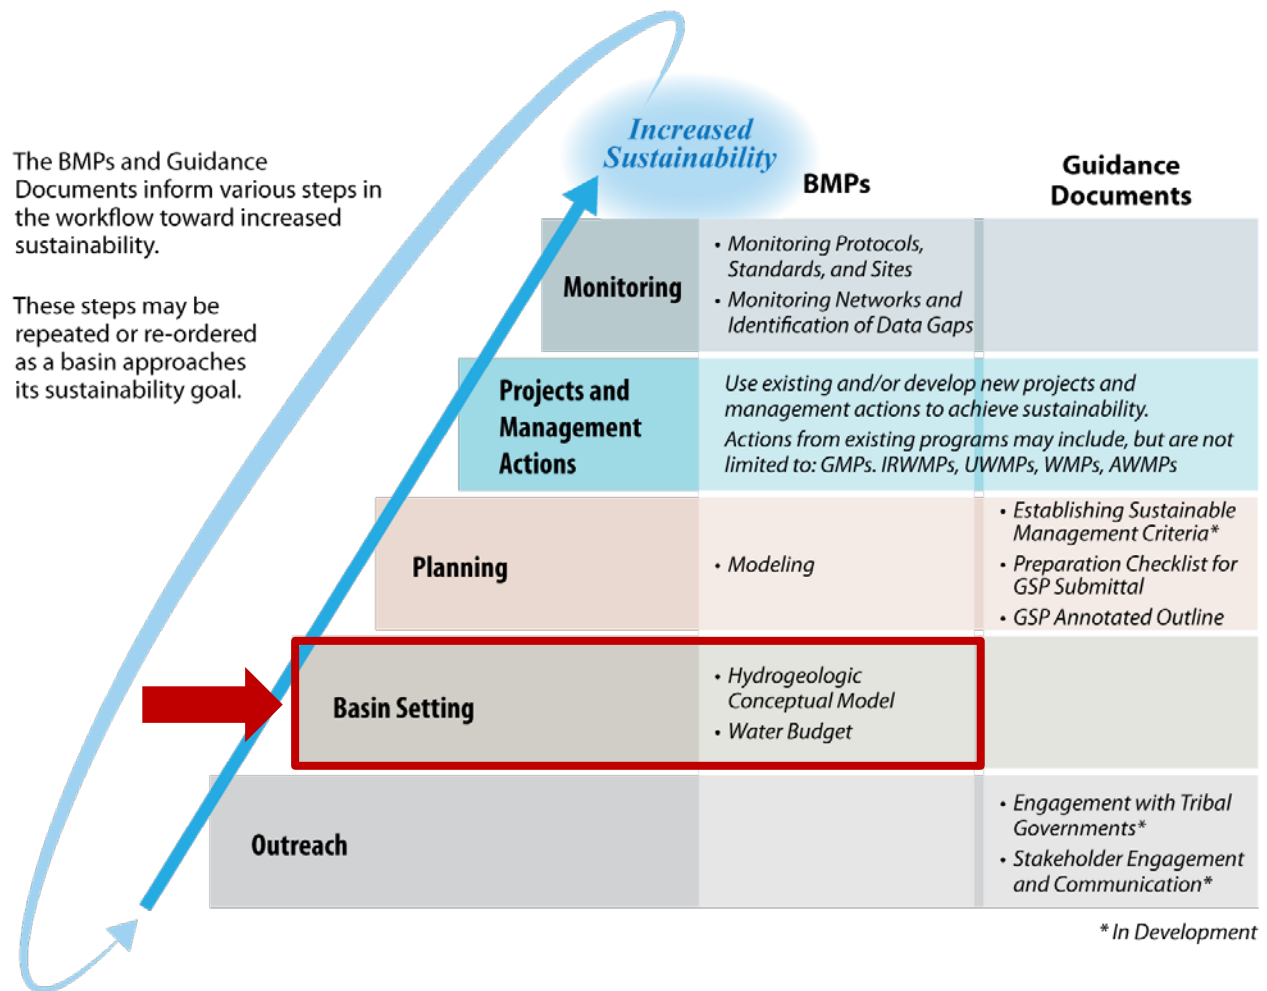 The BMPs and Guidance
Documents inform various steps in
the workflow toward increased
sustainability.
These steps may be
repeated or re-ordered
as a basin approaches
its sustainability goal.
Increased
Sustainability
BMPs
Guidance
Documents
Monitoring
• Monitoring Protocols,
Standards, and Sites
• Monitoring Networks and
Identification of Data Gaps
Projects and
Management
Actions
Use existing and/or develop new projects and
management actions to achieve sustainability.
Actions from existing programs may include, but are not
limited to: GMPs. IRWMPs, UWMPs, WMPs, AWMPs
Planning
• Modeling
• Establishing Sustainable
Management Criteria*
• Preparation Checklist for
GSP Submittal
• GSP Annotated Outline
Basin Setting
• Hydrogeologic
Conceptual Model
• Water Budget
Outreach
• Engagement with Tribal
Governments*
• Stakeholder Engagement
and Communication*
* In Development